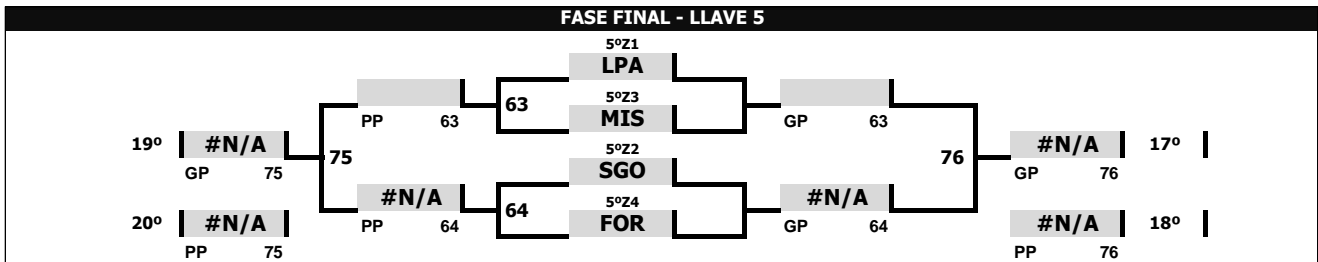 FASE FINAL - LLAVE 5
5ºZ1
LPA
63
5ºZ3
PP 63
MIS
GP 63
19º #N/A
75
76
#N/A 17º
GP 75
5ºZ2
SGO
GP 76
#N/A
64
5ºZ4
#N/A
20º #N/A
PP 64
FOR
GP 64
#N/A 18º
PP 75
PP 76